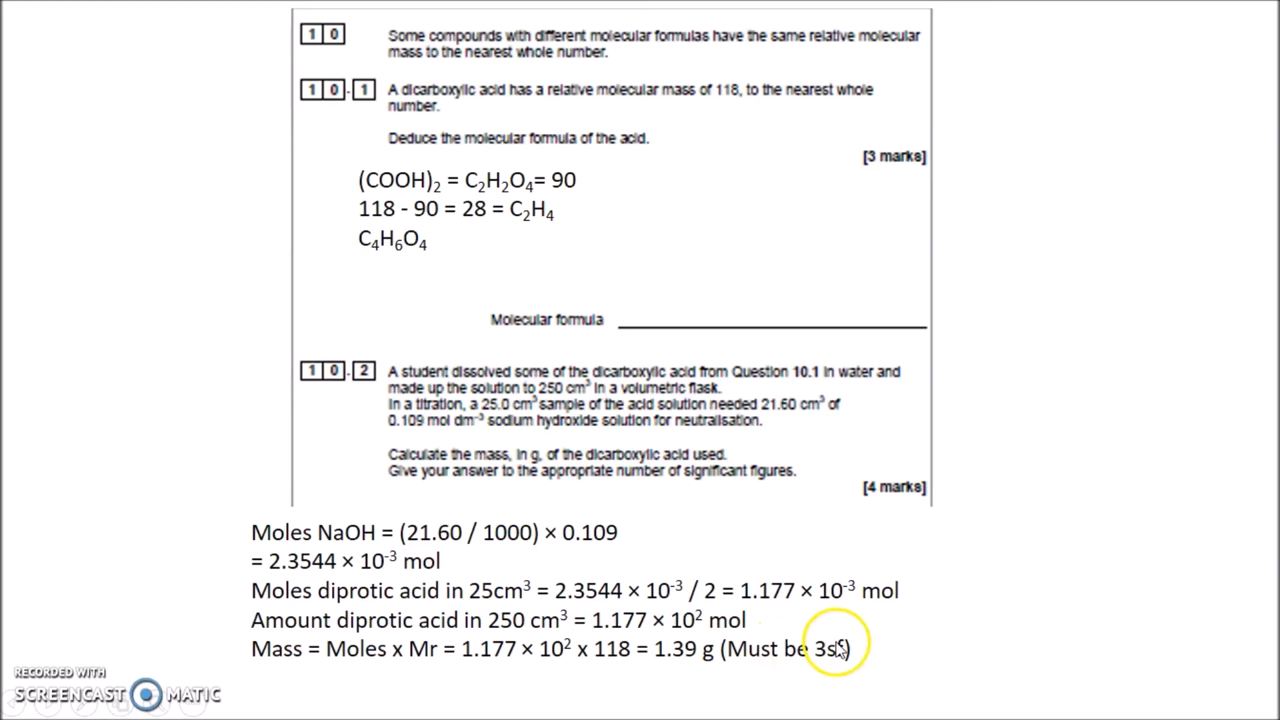 10 Some compounds with different molecular formulas have the same relative molecular
mass to the nearest whole number.
10.1 A dicarboxylic acid has a relative molecular mass of 118, to the nearest whole
number.
Deduce the molecular formula of the acid.
[3 marks]
(COOH)₂ = C₂H₂O₄= 90
118 - 90 = 28 = C₂H₄
C₄H₆O₄
Molecular formula
10.2 A student dissolved some of the dicarboxylic acid from Question 10.1 in water and
made up the solution to 250 cm³ in a volumetric flask.
In a titration, a 25.0 cm³ sample of the acid solution needed 21.60 cm³ of
0.109 mol dm⁻³ sodium hydroxide solution for neutralisation.
Calculate the mass, in g, of the dicarboxylic acid used.
Give your answer to the appropriate number of significant figures.
[4 marks]
Moles NaOH = (21.60 / 1000) × 0.109
= 2.3544 × 10⁻³ mol
Moles diprotic acid in 25cm³ = 2.3544 × 10⁻³ / 2 = 1.177 × 10⁻³ mol
Amount diprotic acid in 250 cm³ = 1.177 × 10² mol
Mass = Moles x Mr = 1.177 × 10² x 118 = 1.39 g (Must be 3sf)
RECORDED WITH
SCREENCAST MATIC